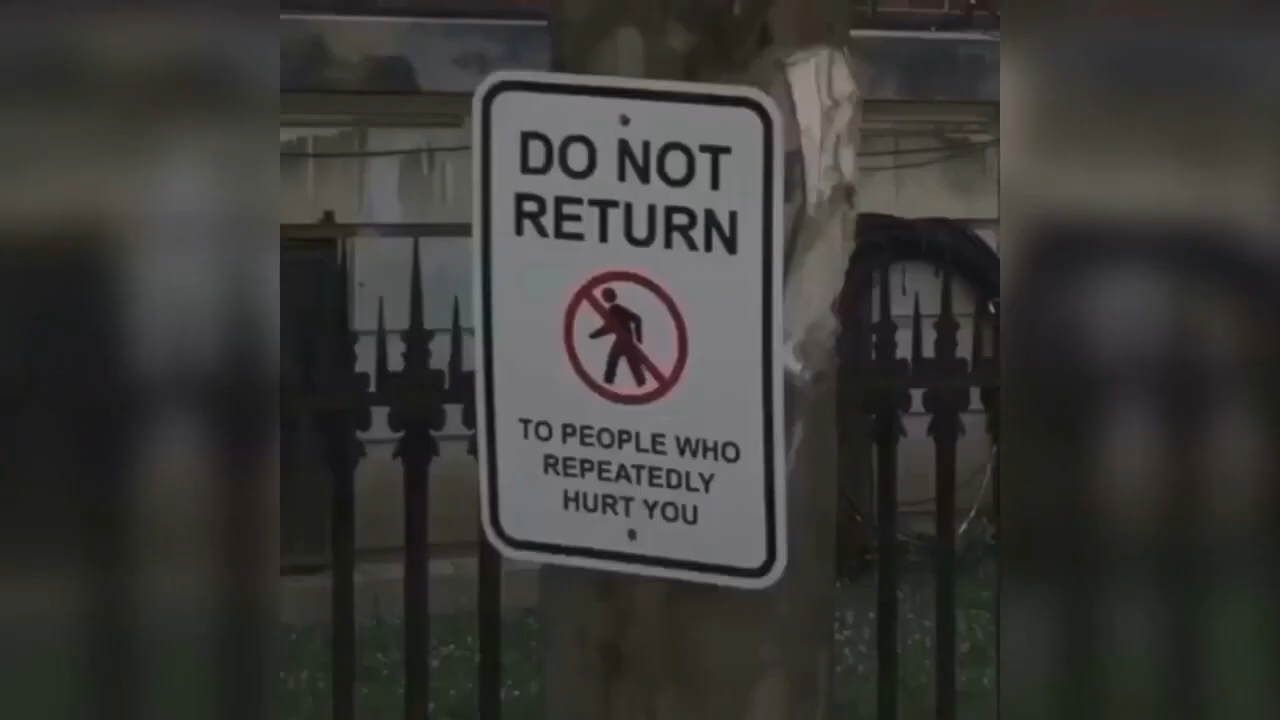 DO NOT
RETURN
TO PEOPLE WHO
REPEATEDLY
HURT YOU